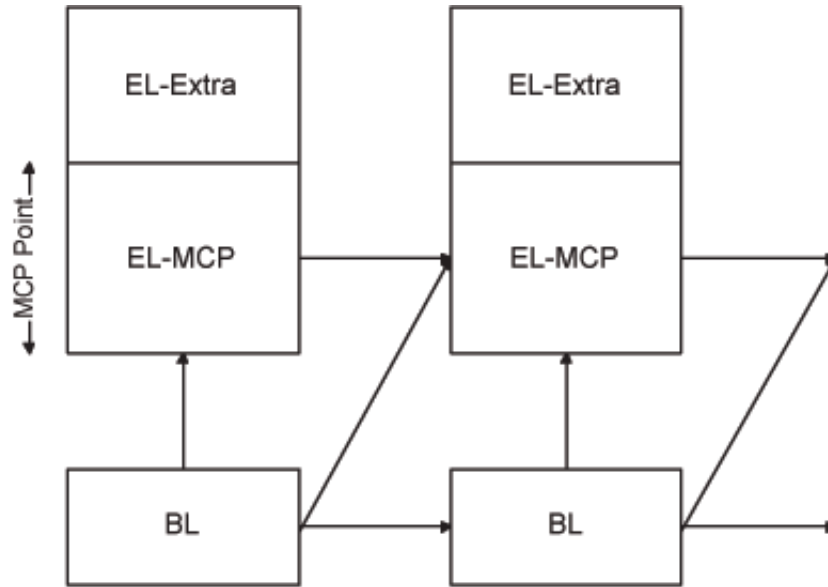 EL-Extra
EL-Extra
MCP Point
EL-MCP
EL-MCP
BL
BL